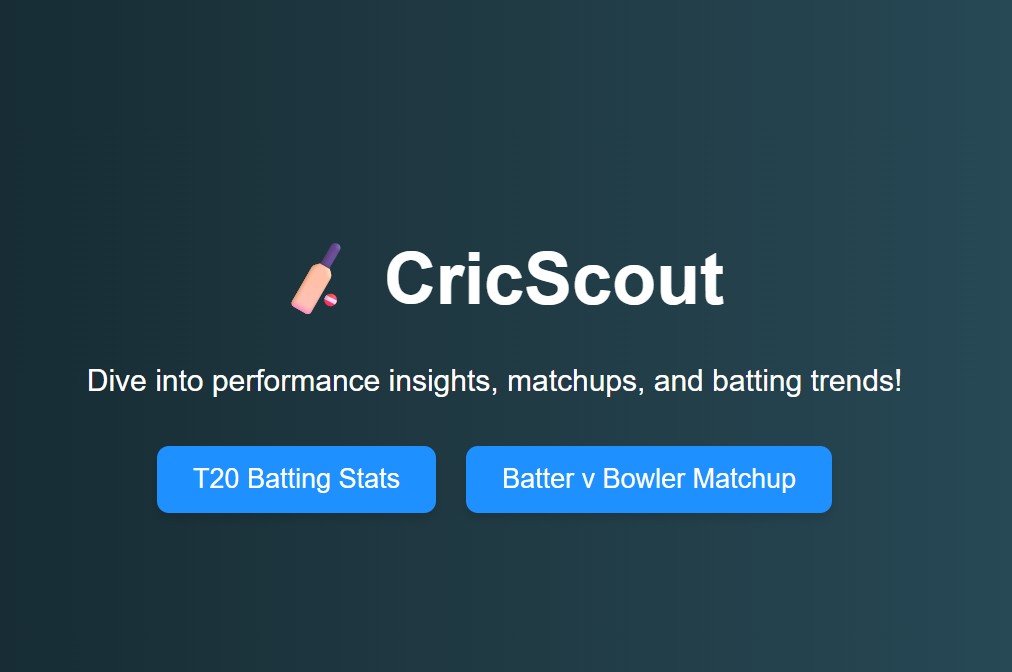 CricScout
Dive into performance insights, matchups, and batting trends!
T20 Batting Stats
Batter v Bowler Matchup